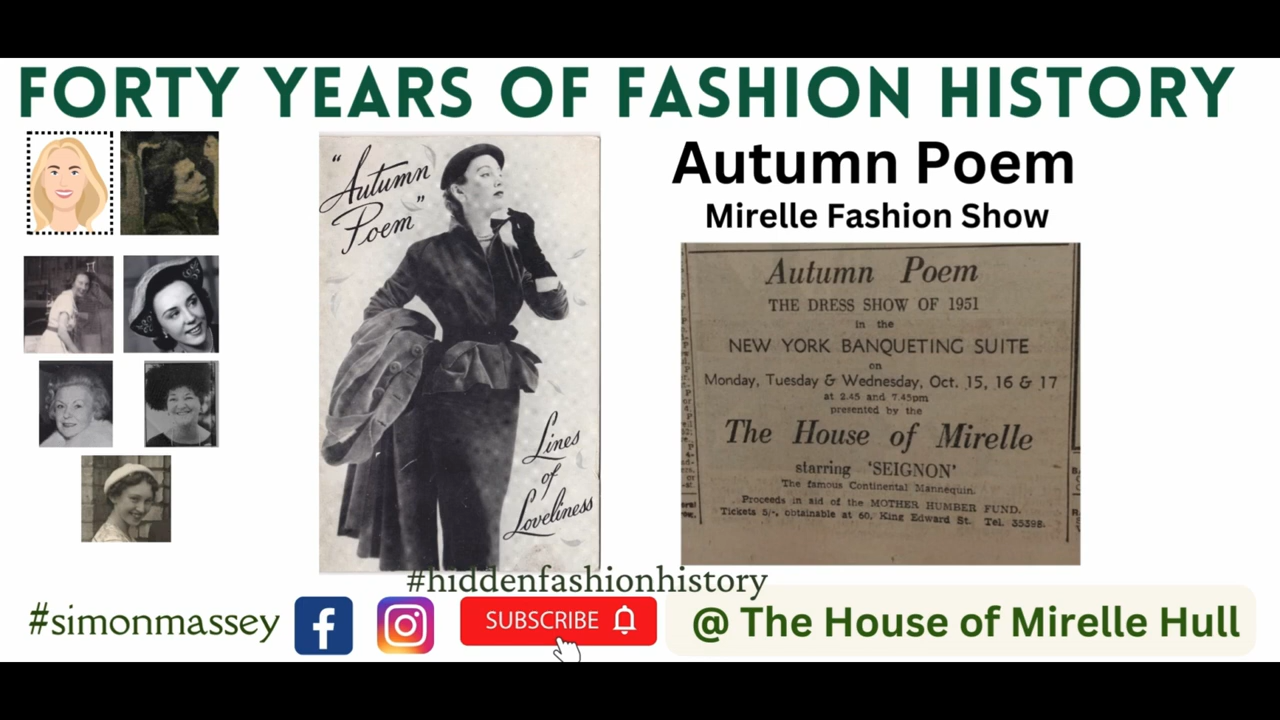 FORTY YEARS OF FASHION HISTORY
"Autumn
Poem"
Lines
of
Loveliness
Autumn Poem
Mirelle Fashion Show
Autumn Poem
THE DRESS SHOW OF 1951
in the
NEW YORK BANQUETING SUITE
on
Monday, Tuesday & Wednesday, Oct. 15, 16 & 17
at 2.45 and 7.45pm
presented by the
The House of Mirelle
starring 'SEIGNON'
The famous Continental Mannequin.
Proceeds in aid of the MOTHER HUMBER FUND.
Tickets 5/-, obtainable at 60, King Edward St. Tel. 35398.
#hiddenfashionhistory
#simonmassey
SUBSCRIBE
@ The House of Mirelle Hull